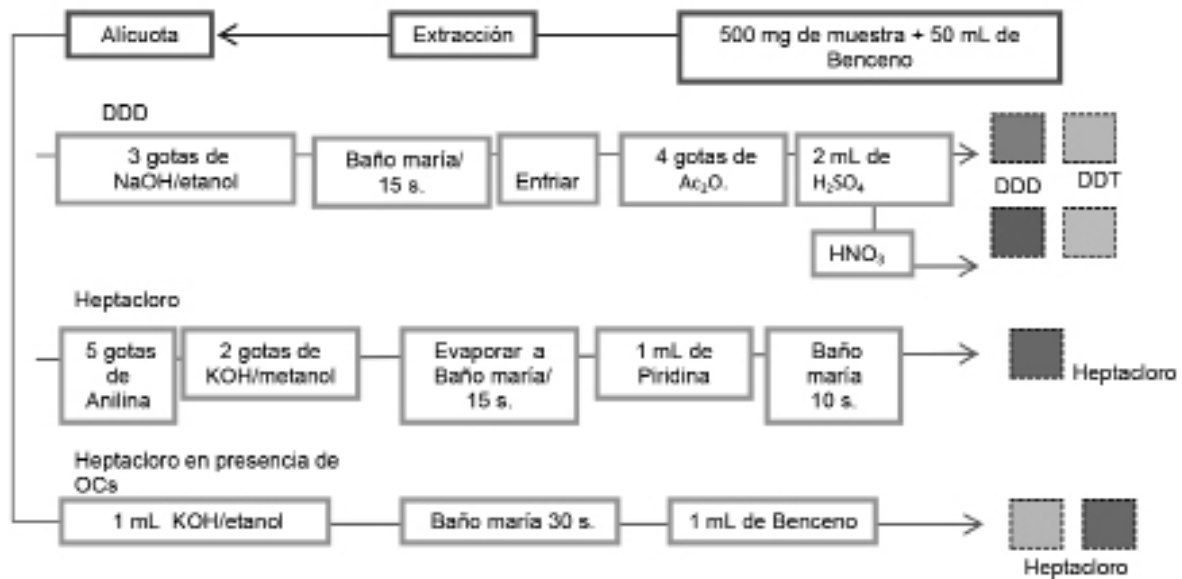 Alícuota
Extracción
500 mg de muestra + 50 mL de
Benceno
DDD
3 gotas de
NaOH/etanol
Baño maría/
15 s.
Enfriar
4 gotas de
Ac₂O.
2 mL de
H₂SO₄
DDD
DDT
HNO₃
Heptacloro
5 gotas
de
Anilina
2 gotas de
KOH/metanol
Evaporar a
Baño maría/
15 s.
1 mL de
Piridina
Baño
maría
10 s.
Heptacloro
Heptacloro en presencia de
OCs
1 mL KOH/etanol
Baño maría 30 s.
1 mL de Benceno
Heptacloro